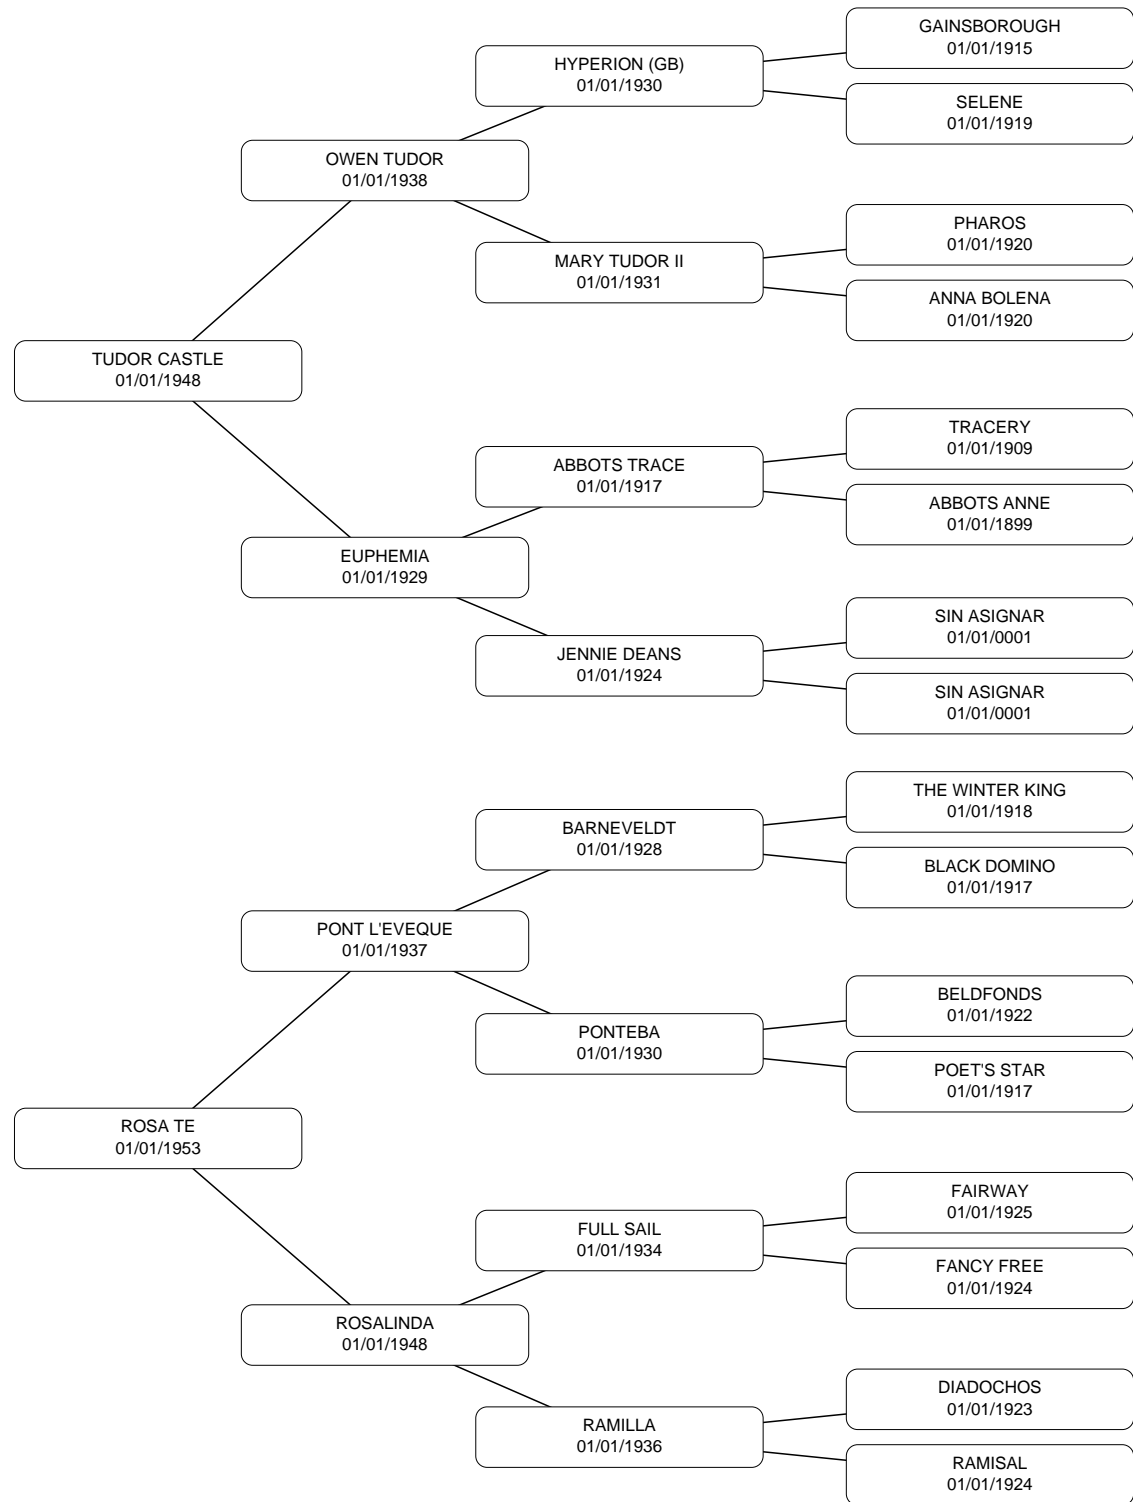 GAINSBOROUGH
01/01/1915
HYPERION (GB)
01/01/1930
SELENE
01/01/1919
OWEN TUDOR
01/01/1938
PHAROS
01/01/1920
MARY TUDOR II
01/01/1931
ANNA BOLENA
01/01/1920
TUDOR CASTLE
01/01/1948
TRACERY
01/01/1909
ABBOTS TRACE
01/01/1917
ABBOTS ANNE
01/01/1899
EUPHEMIA
01/01/1929
SIN ASIGNAR
01/01/0001
JENNIE DEANS
01/01/1924
SIN ASIGNAR
01/01/0001
THE WINTER KING
01/01/1918
BARNEVELDT
01/01/1928
BLACK DOMINO
01/01/1917
PONT L'EVEQUE
01/01/1937
BELDFONDS
01/01/1922
PONTEBA
01/01/1930
POET'S STAR
01/01/1917
ROSA TE
01/01/1953
FAIRWAY
01/01/1925
FULL SAIL
01/01/1934
FANCY FREE
01/01/1924
ROSALINDA
01/01/1948
DIADOCHOS
01/01/1923
RAMILLA
01/01/1936
RAMISAL
01/01/1924